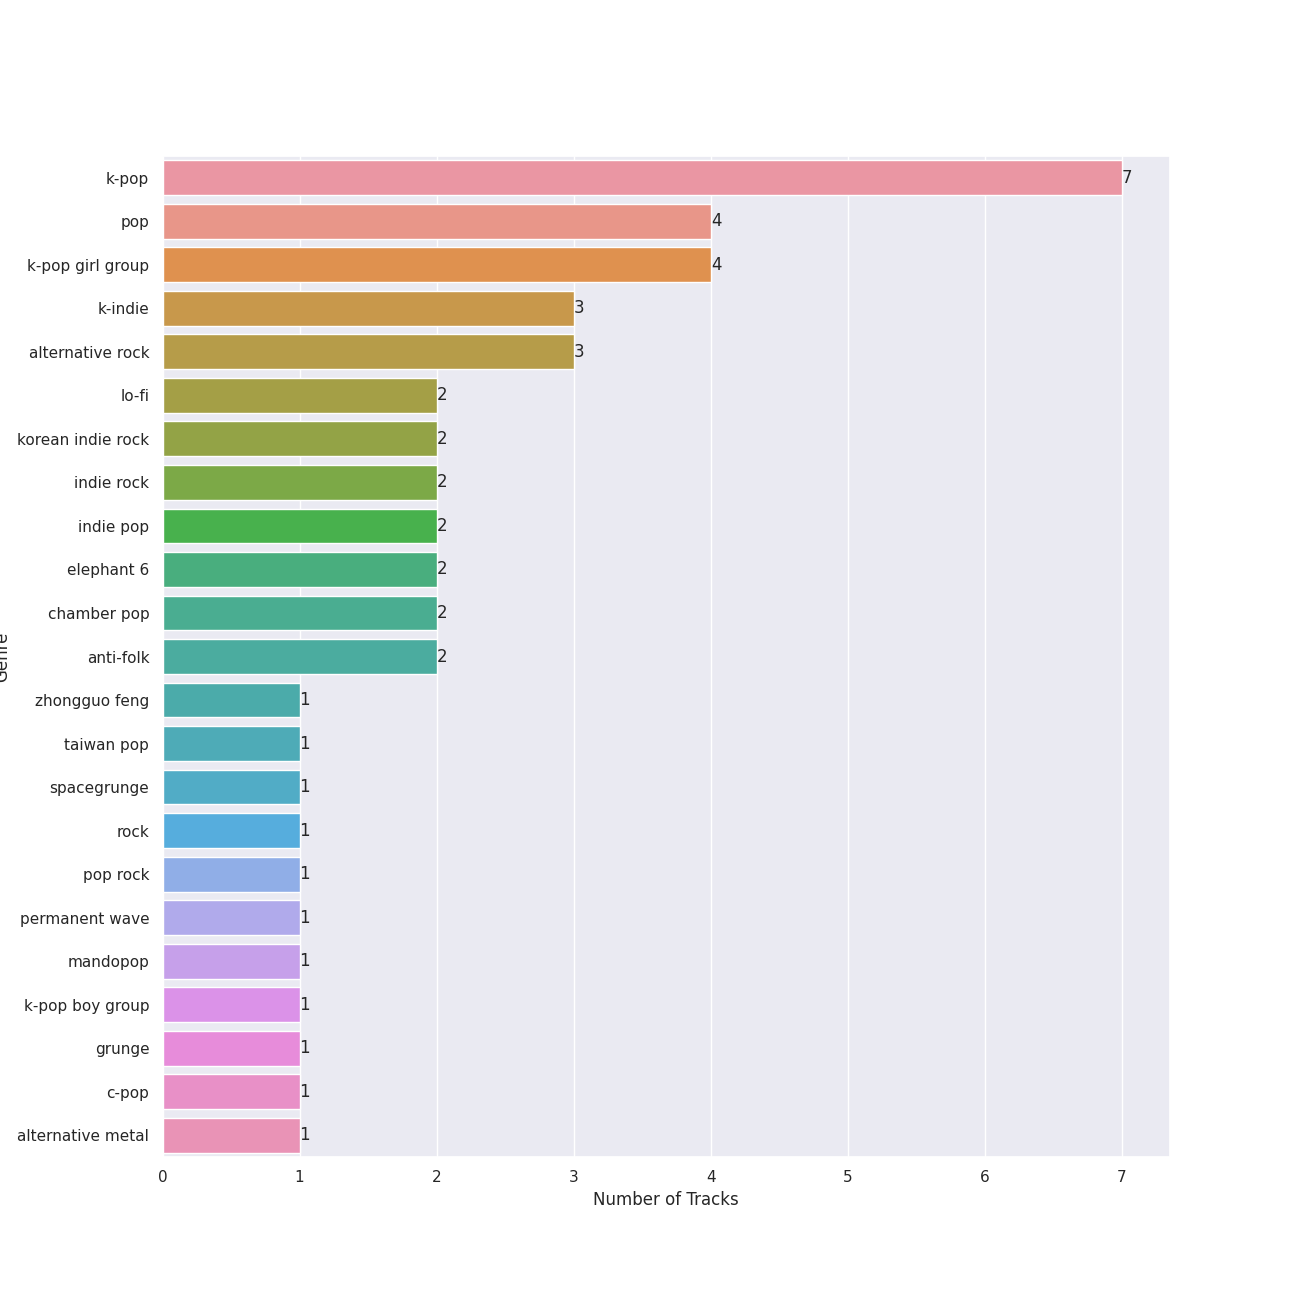 k-pop 7
pop 4
k-pop girl group 4
k-indie 3
alternative rock 3
lo-fi 2
korean indie rock 2
indie rock 2
indie pop 2
elephant 6 2
chamber pop 2
anti-folk 2
zhongguo feng 1
taiwan pop 1
spacegrunge 1
rock 1
pop rock 1
permanent wave 1
mandopop 1
k-pop boy group 1
grunge 1
c-pop 1
alternative metal 1
0 1 2 3 4 5 6 7
Number of Tracks
Genre